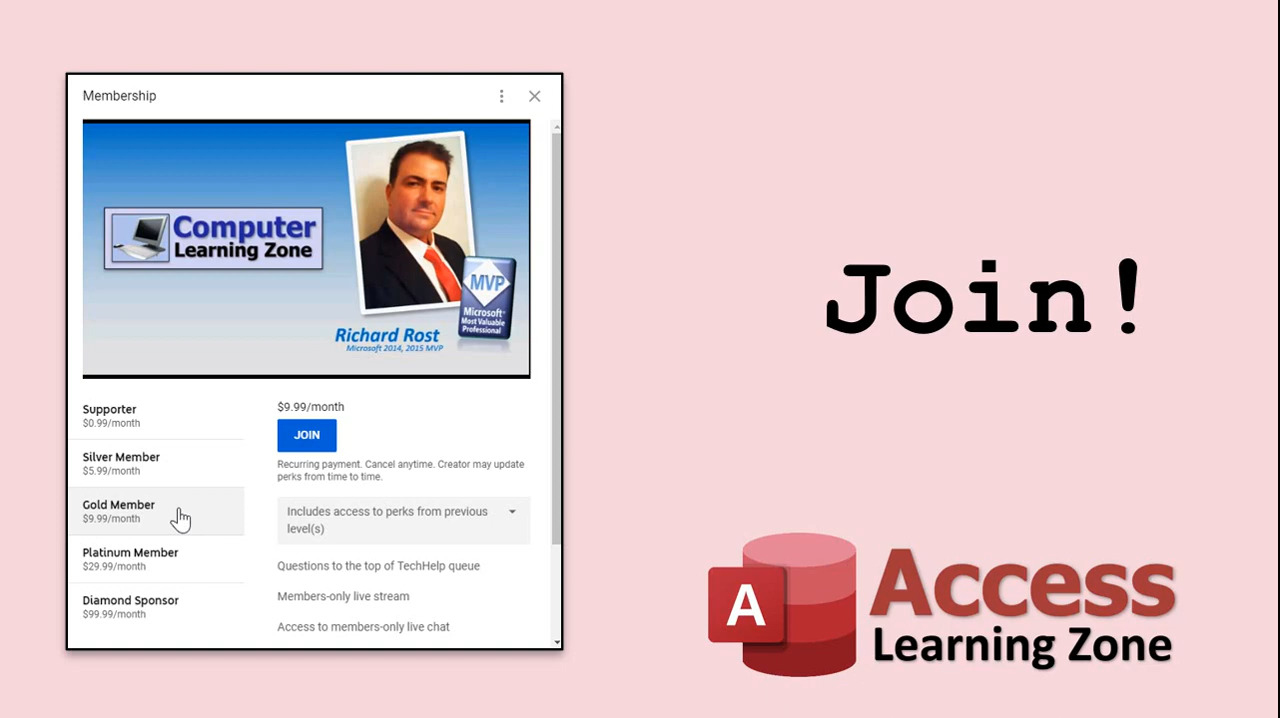 Membership
Computer
Learning Zone
MVP
Microsoft®
Most Valuable
Professional
Richard Rost
Microsoft 2014, 2015 MVP
Supporter
$0.99/month
Silver Member
$5.99/month
Gold Member
$9.99/month
Platinum Member
$29.99/month
Diamond Sponsor
$99.99/month
$9.99/month
JOIN
Recurring payment. Cancel anytime. Creator may update
perks from time to time.
Includes access to perks from previous
level(s)
Questions to the top of TechHelp queue
Members-only live stream
Access to members-only live chat
Join!
A
Access
Learning Zone